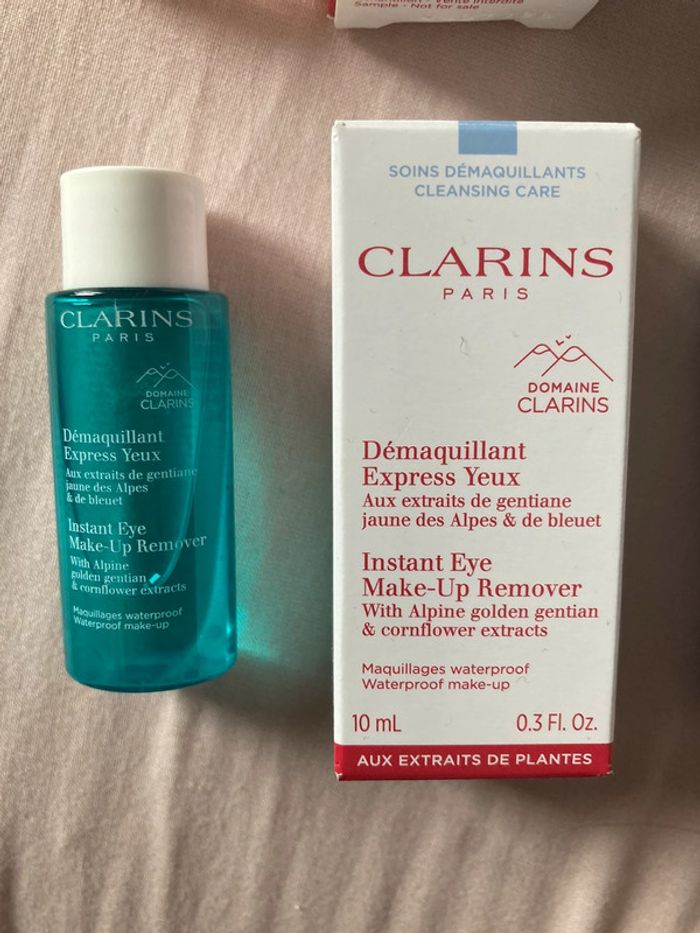 Vente interdite
Sample - Not for sale
CLARINS
PARIS
DOMAINE
CLARINS
Démaquillant
Express Yeux
Aux extraits de gentiane
jaune des Alpes
& de bleuet
Instant Eye
Make-Up Remover
With Alpine
golden gentian
& cornflower extracts
Maquillages waterproof
Waterproof make-up
SOINS DÉMAQUILLANTS
CLEANSING CARE
CLARINS
PARIS
DOMAINE
CLARINS
Démaquillant
Express Yeux
Aux extraits de gentiane
jaune des Alpes & de bleuet
Instant Eye
Make-Up Remover
With Alpine golden gentian
& cornflower extracts
Maquillages waterproof
Waterproof make-up
10 mL 0.3 Fl. Oz.
AUX EXTRAITS DE PLANTES